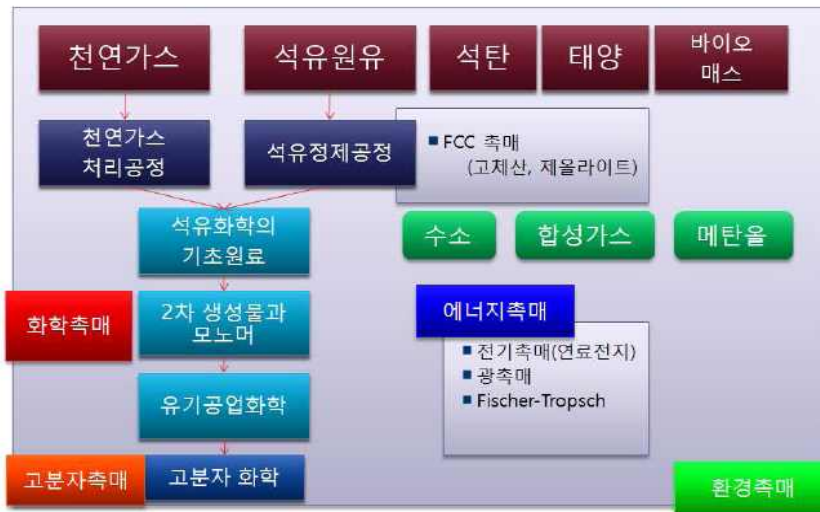 천연가스
석유원유
석탄
태양
바이오
매스
천연가스
처리공정
석유정제공정
FCC 촉매
(고체산, 제올라이트)
석유화학의
기초원료
수소
합성가스
메탄올
화학촉매
2차 생성물과
모노머
에너지촉매
전기촉매(연료전지)
광촉매
Fischer-Tropsch
유기공업화학
고분자촉매
고분자 화학
환경촉매